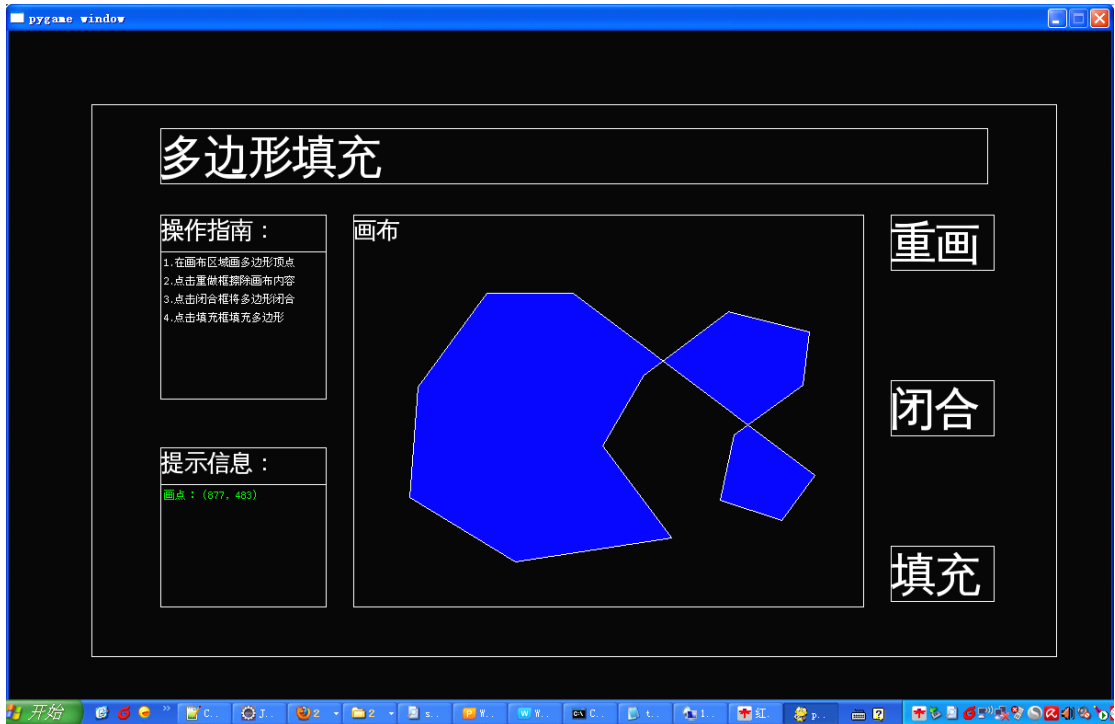 pygame window
多边形填充
操作指南：
1.在画布区域画多边形顶点
2.点击重做框擦除画布内容
3.点击闭合框将多边形闭合
4.点击填充框填充多边形
提示信息：
画点：(877, 483)
画布
重画
闭合
填充
开始
C..
J..
2
2
s..
W..
W..
C..
t..
1..
红.
p..